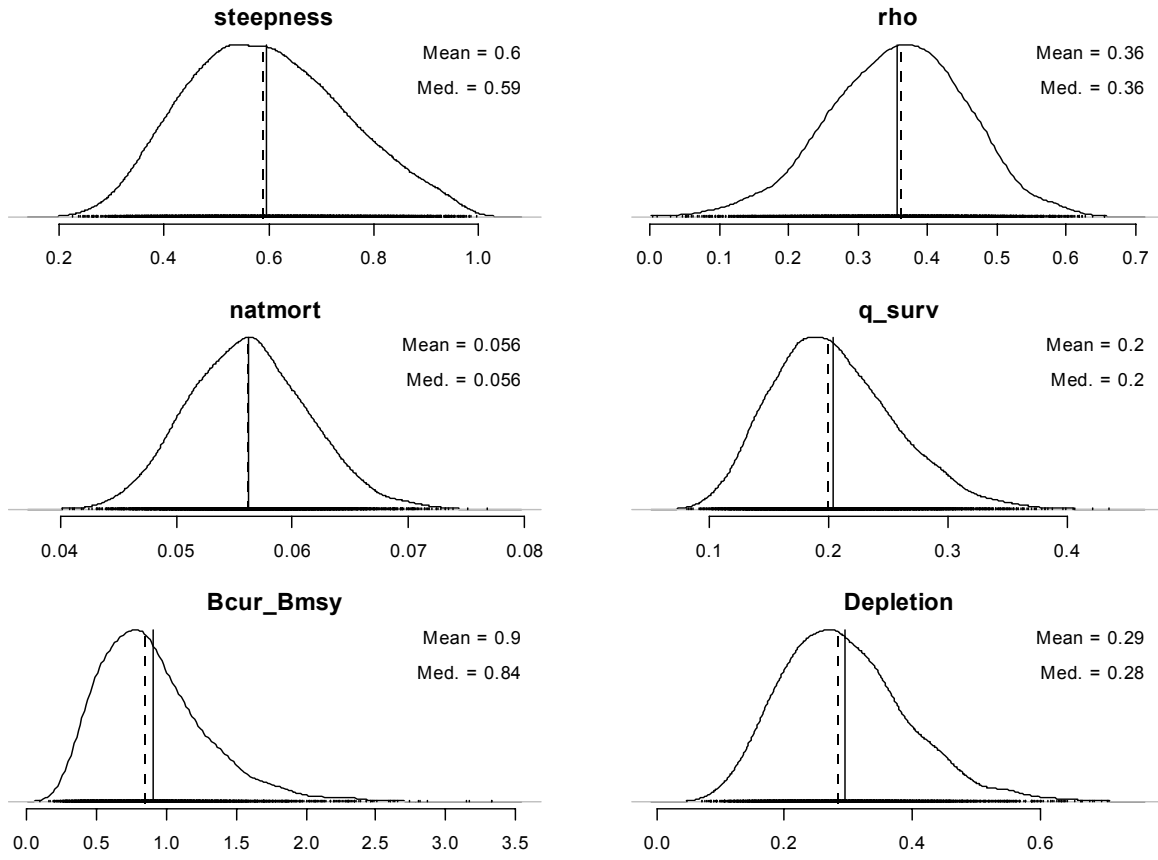 steepness
Mean = 0.6
Med. = 0.59
0.2 0.4 0.6 0.8 1.0
rho
Mean = 0.36
Med. = 0.36
0.0 0.1 0.2 0.3 0.4 0.5 0.6 0.7
natmort
Mean = 0.056
Med. = 0.056
0.04 0.05 0.06 0.07 0.08
q_surv
Mean = 0.2
Med. = 0.2
0.1 0.2 0.3 0.4
Bcur_Bmsy
Mean = 0.9
Med. = 0.84
0.0 0.5 1.0 1.5 2.0 2.5 3.0 3.5
Depletion
Mean = 0.29
Med. = 0.28
0.0 0.2 0.4 0.6